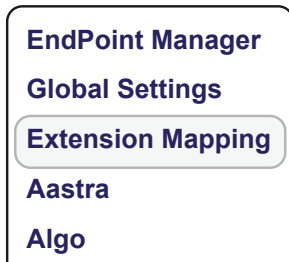 EndPoint Manager
Global Settings
Extension Mapping
Aastra
Algo